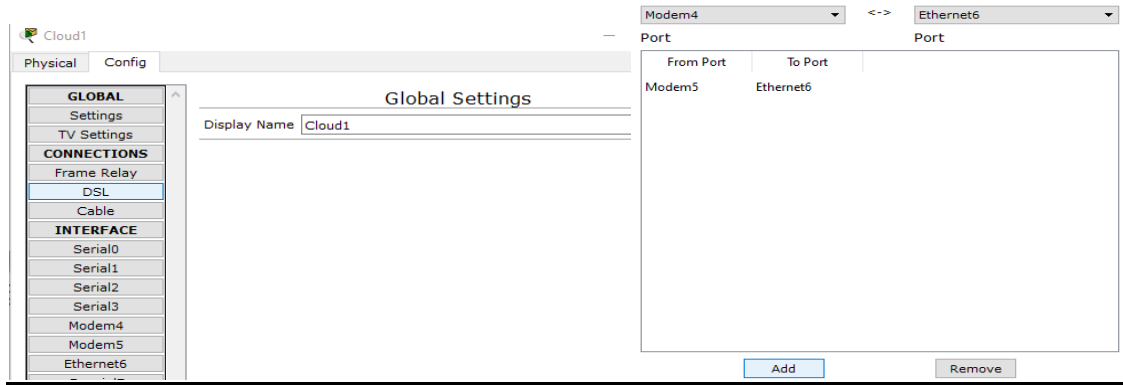 Cloud1
Physical Config
GLOBAL
Settings
TV Settings
CONNECTIONS
Frame Relay
DSL
Cable
INTERFACE
Serial0
Serial1
Serial2
Serial3
Modem4
Modem5
Ethernet6
Global Settings
Display Name Cloud1
Modem4 <-> Ethernet6
Port Port
From Port To Port
Modem5 Ethernet6
Add Remove